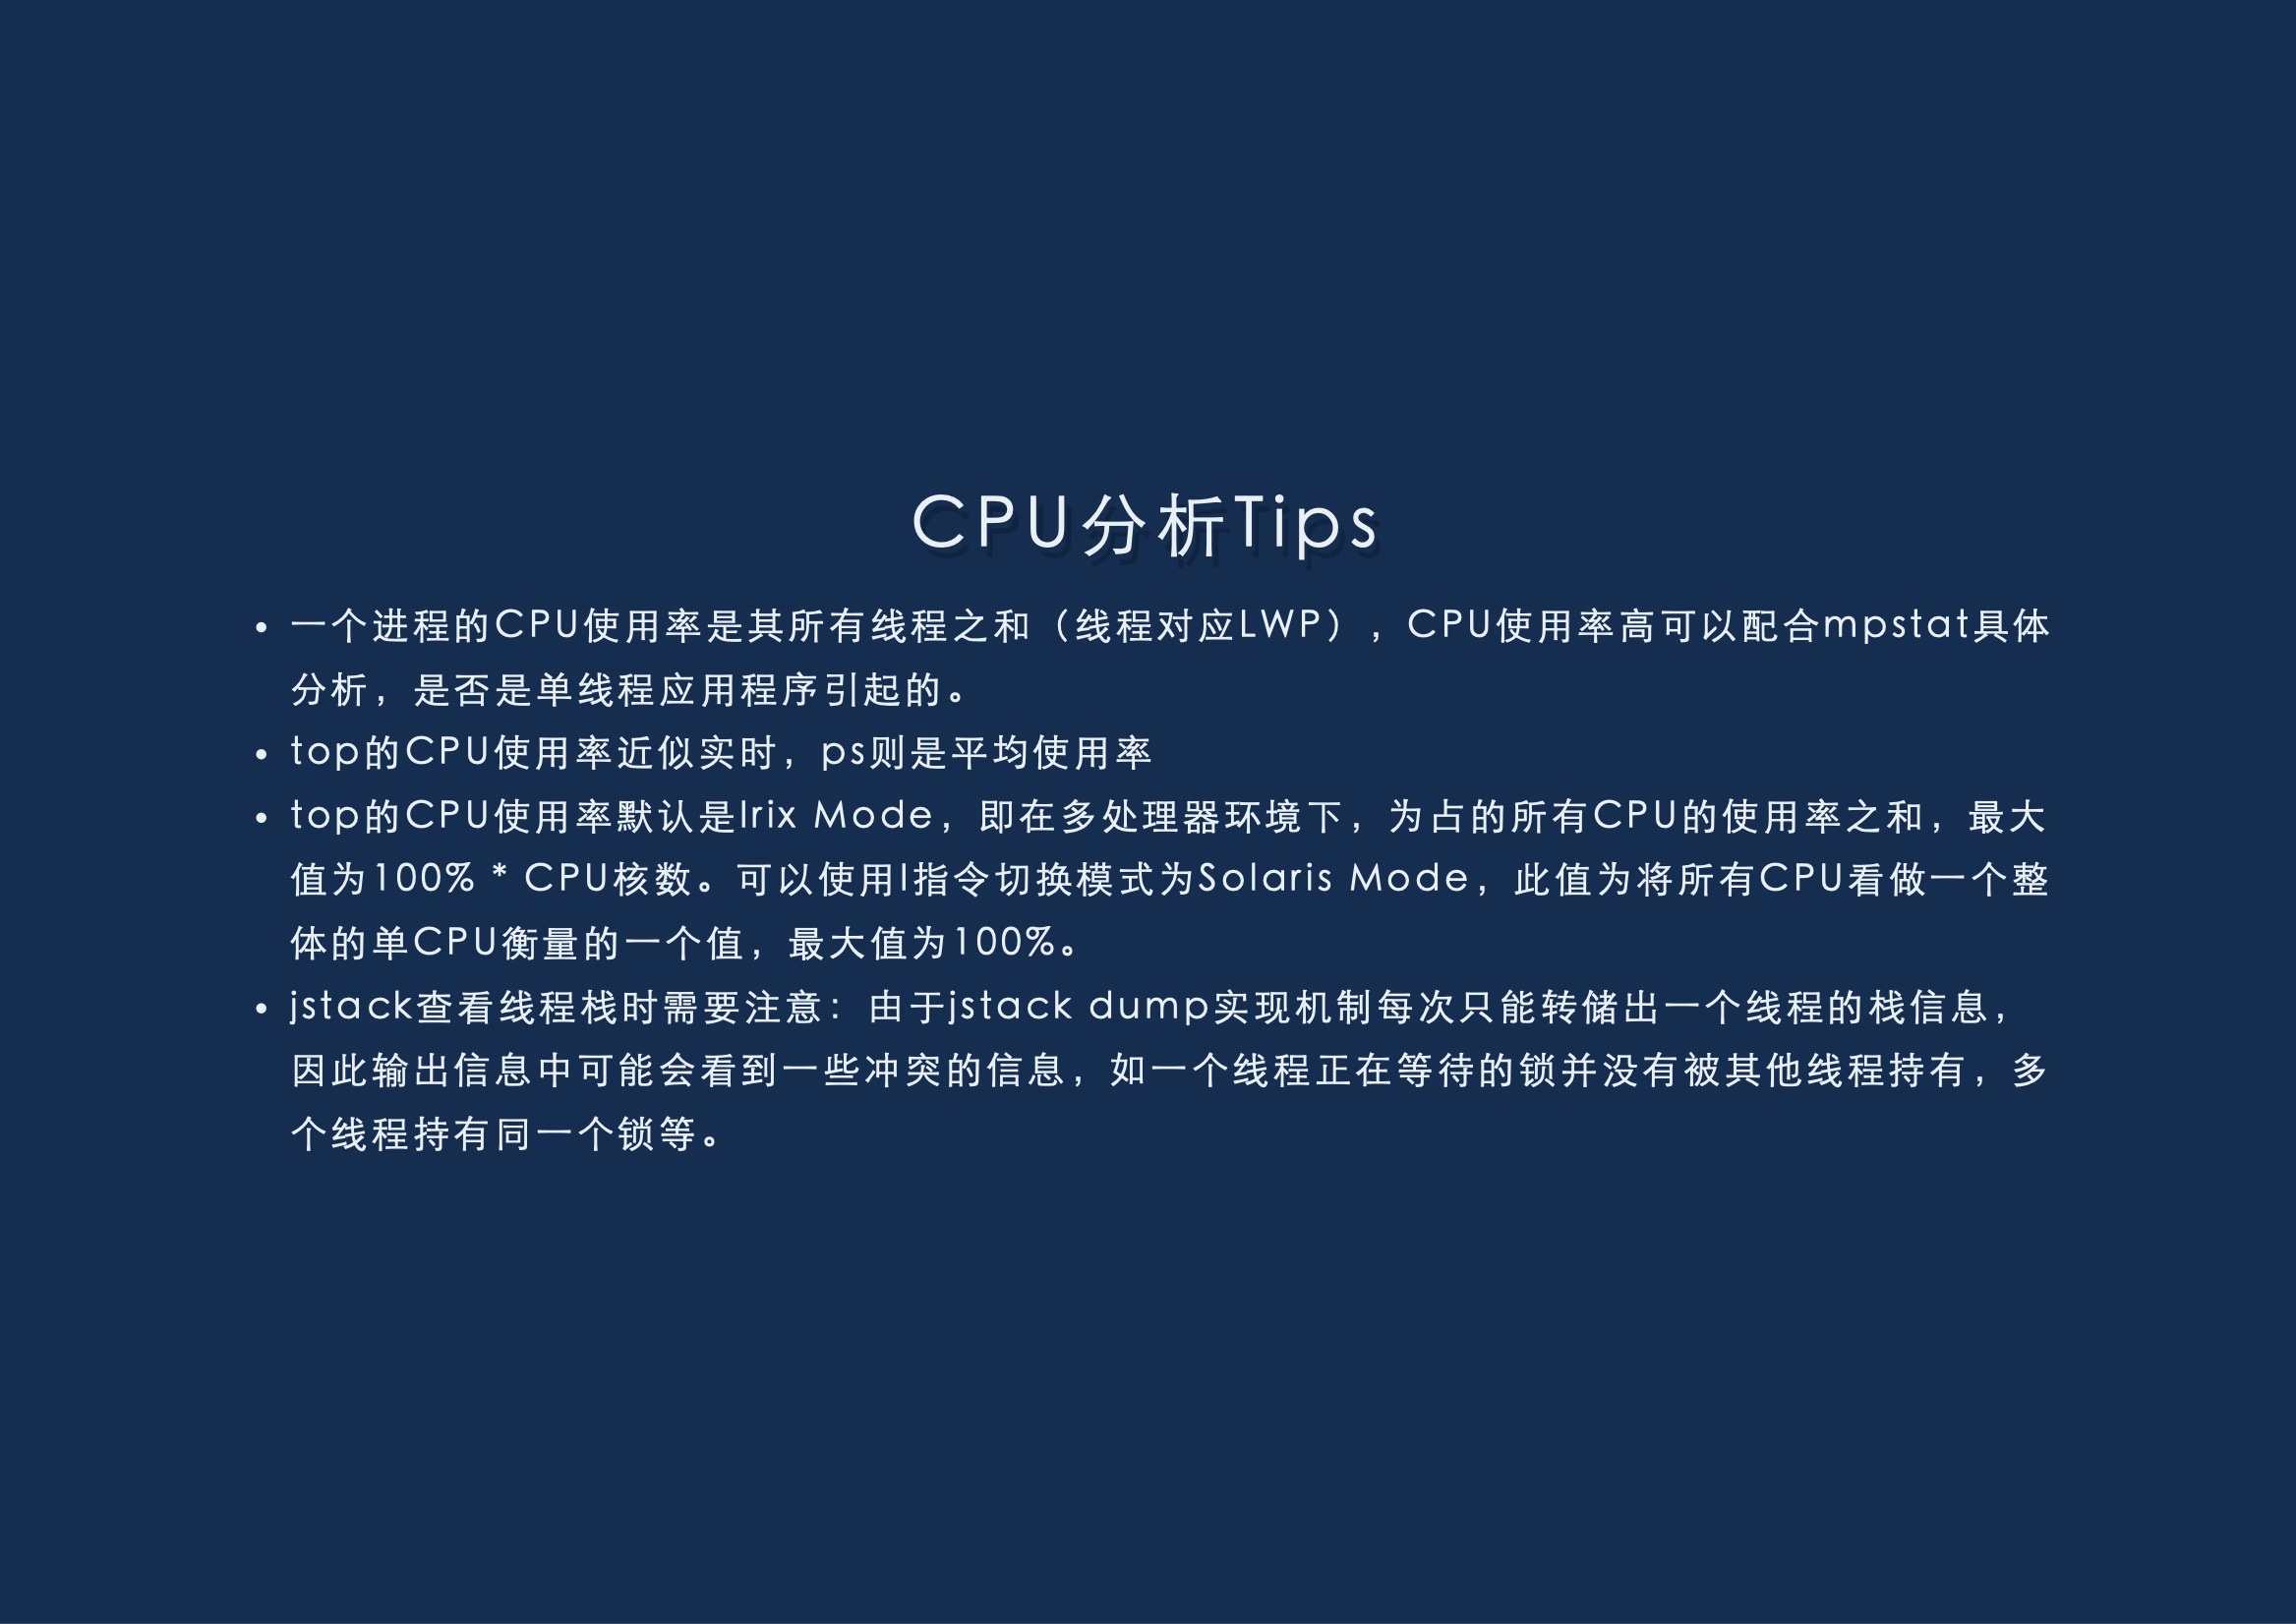 CPU分析Tips
• 一个进程的CPU使用率是其所有线程之和（线程对应LWP），CPU使用率高可以配合mpstat具体
分析，是否是单线程应用程序引起的。
• top的CPU使用率近似实时，ps则是平均使用率
• top的CPU使用率默认是Irix Mode，即在多处理器环境下，为占的所有CPU的使用率之和，最大
值为100% * CPU核数。可以使用I指令切换模式为Solaris Mode，此值为将所有CPU看做一个整
体的单CPU衡量的一个值，最大值为100%。
• jstack查看线程栈时需要注意：由于jstack dump实现机制每次只能转储出一个线程的栈信息，
因此输出信息中可能会看到一些冲突的信息，如一个线程正在等待的锁并没有被其他线程持有，多
个线程持有同一个锁等。